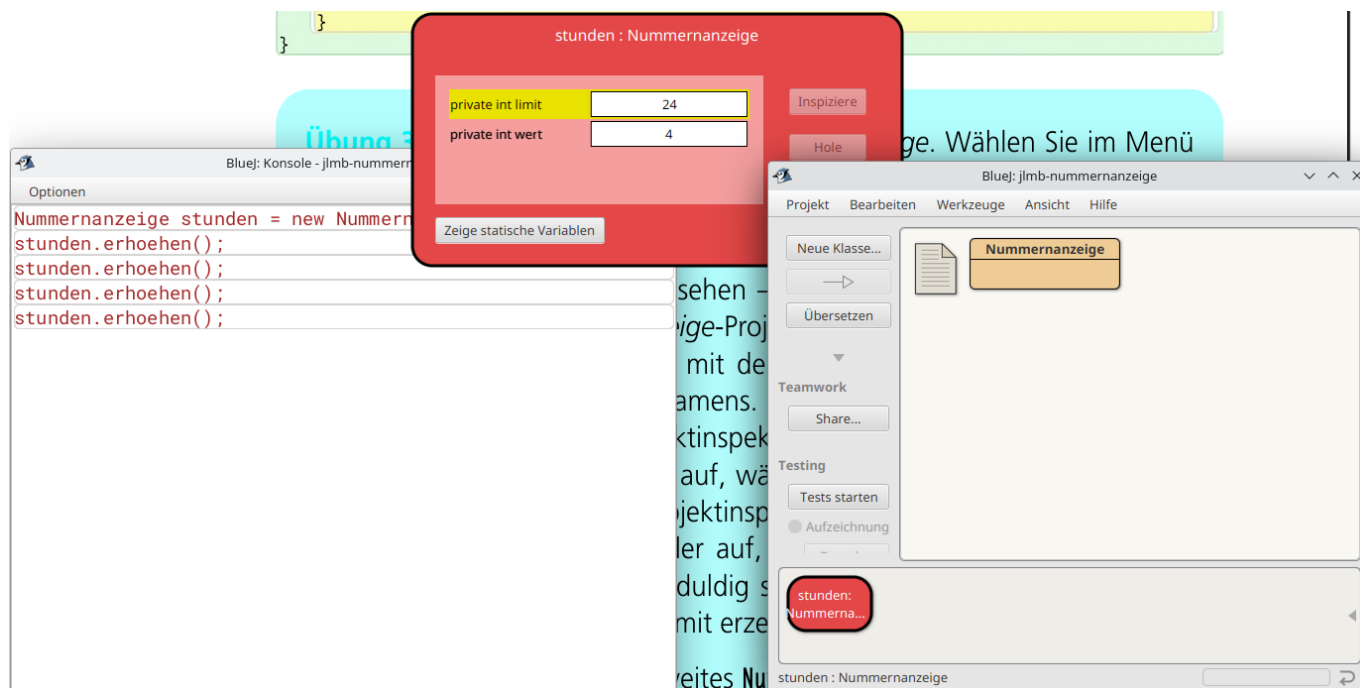 }
}
stunden : Nummernanzeige
private int limit 24
private int wert 4
Inspiziere
Hole
Zeige statische Variablen
Übung 3
ge. Wählen Sie im Menü
BlueJ: Konsole - jlmb-nummern
Optionen
Nummernanzeige stunden = new Nummern
stunden.erhoehen();
stunden.erhoehen();
stunden.erhoehen();
stunden.erhoehen();
sehen –
ige-Proj
mit de
amens.
ktinspek
auf, wä
jektinsp
ler auf,
duldig s
mit erze
eites Nu
BlueJ: jlmb-nummernanzeige
Projekt Bearbeiten Werkzeuge Ansicht Hilfe
Neue Klasse...
Übersetzen
Teamwork
Share...
Testing
Tests starten
Aufzeichnung
Nummernanzeige
stunden:
Nummerna...
stunden : Nummernanzeige